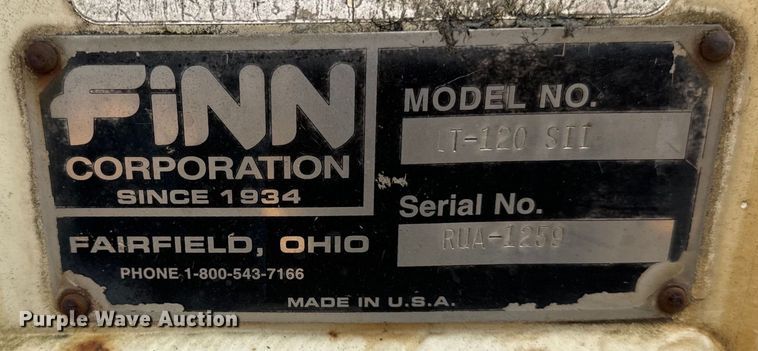 FINN
CORPORATION
SINCE 1934
FAIRFIELD, OHIO
PHONE 1-800-543-7166
MODEL NO.
T-120 SII
Serial No.
RUA-1259
MADE IN U.S.A.
Purple Wave Auction